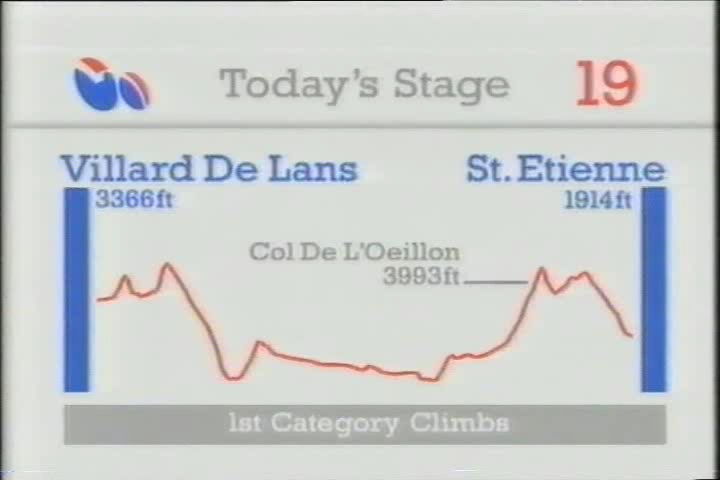 Today's Stage 19
Villard De Lans
3366ft
St. Etienne
1914ft
Col De L'Oeillon
3993ft
1st Category Climbs